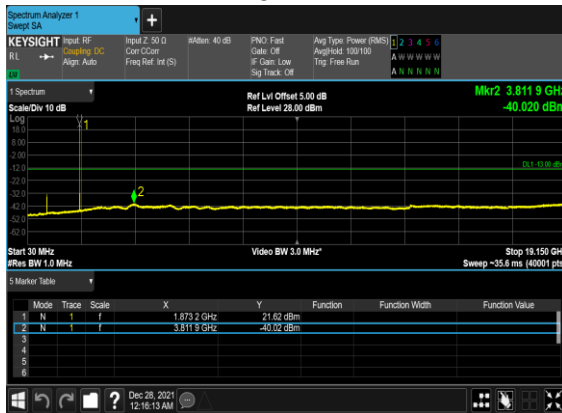 Spectrum Analyzer 1
Swept SA
KEYSIGHT Input: RF Input Z: 50 Ω #Atten: 40 dB PNO: Fast Avg Type: Power (RMS) 1 2 3 4 5 6
RL Coupling: DC Corr CCorr Gate: Off Avg|Hold: 100/100 A W W W W W
Align: Auto Freq Ref: Int (S) IF Gain: Low Trig: Free Run
Sig Track: Off A N N N N N
1 Spectrum Ref Lvl Offset 5.00 dB Mkr2 3.811 9 GHz
Scale/Div 10 dB Ref Level 28.00 dBm -40.020 dBm
Log
18.0
8.00
-2.00
-12.0
-22.0
-32.0
-42.0
-52.0
-62.0
1
DL1 -13.00 dBm
2
Start 30 MHz Video BW 3.0 MHz* Stop 19.150 GHz
#Res BW 1.0 MHz Sweep ~35.6 ms (40001 pts)
5 Marker Table
Mode Trace Scale X Y Function Function Width Function Value
1 N 1 f 1.873 2 GHz 21.62 dBm
2 N 1 f 3.811 9 GHz -40.02 dBm
3
4
5
6
? Dec 28, 2021
12:16:13 AM